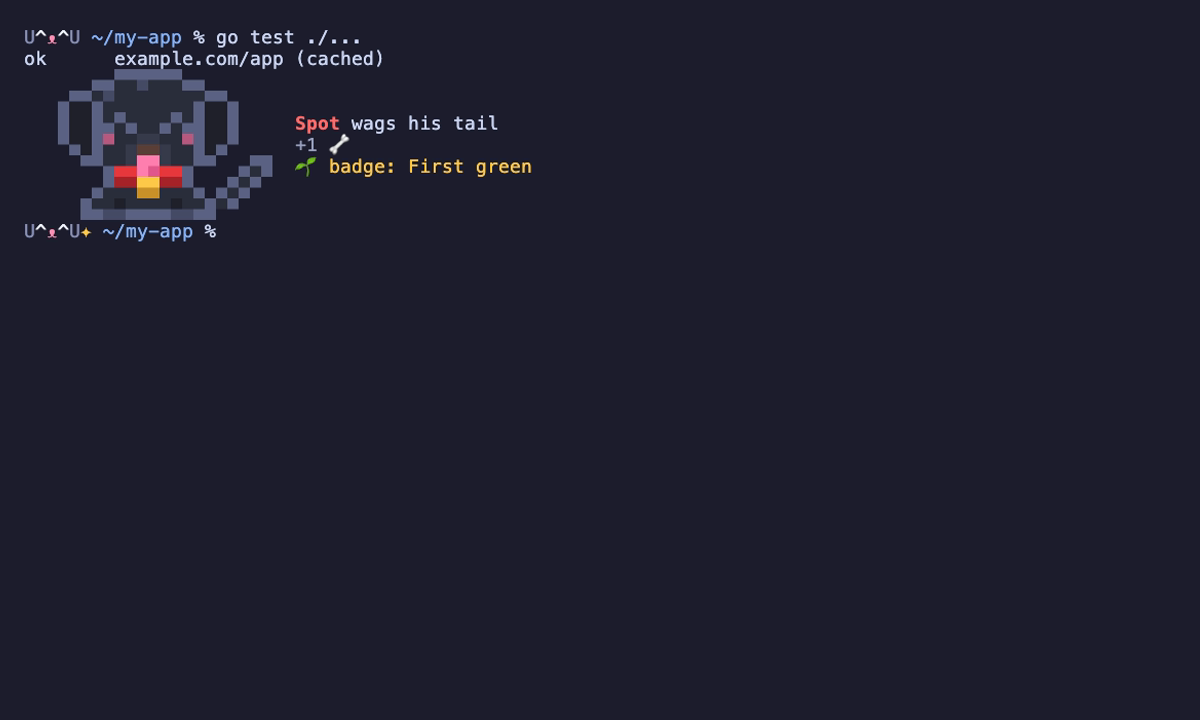 U^ᴥ^U ~/my-app % go test ./...
ok      example.com/app (cached)
Spot wags his tail
+1 🦴
🌱 badge: First green
U^ᴥ^U✦ ~/my-app %